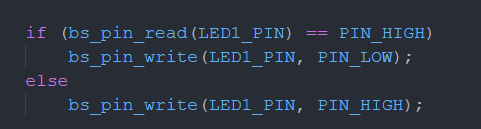 if (bs_pin_read(LED1_PIN) == PIN_HIGH)
    bs_pin_write(LED1_PIN, PIN_LOW);
else
    bs_pin_write(LED1_PIN, PIN_HIGH);